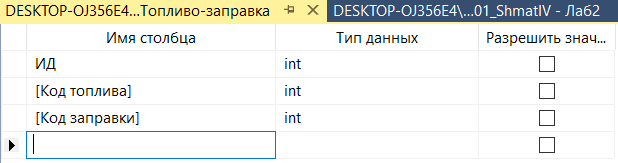 DESKTOP-OJ356E4...Топливо-заправка DESKTOP-OJ356E4\...01_ShmatIV - Ла62
Имя столбца Тип данных Разрешить знач...
ИД int
[Код топлива] int
[Код заправки] int